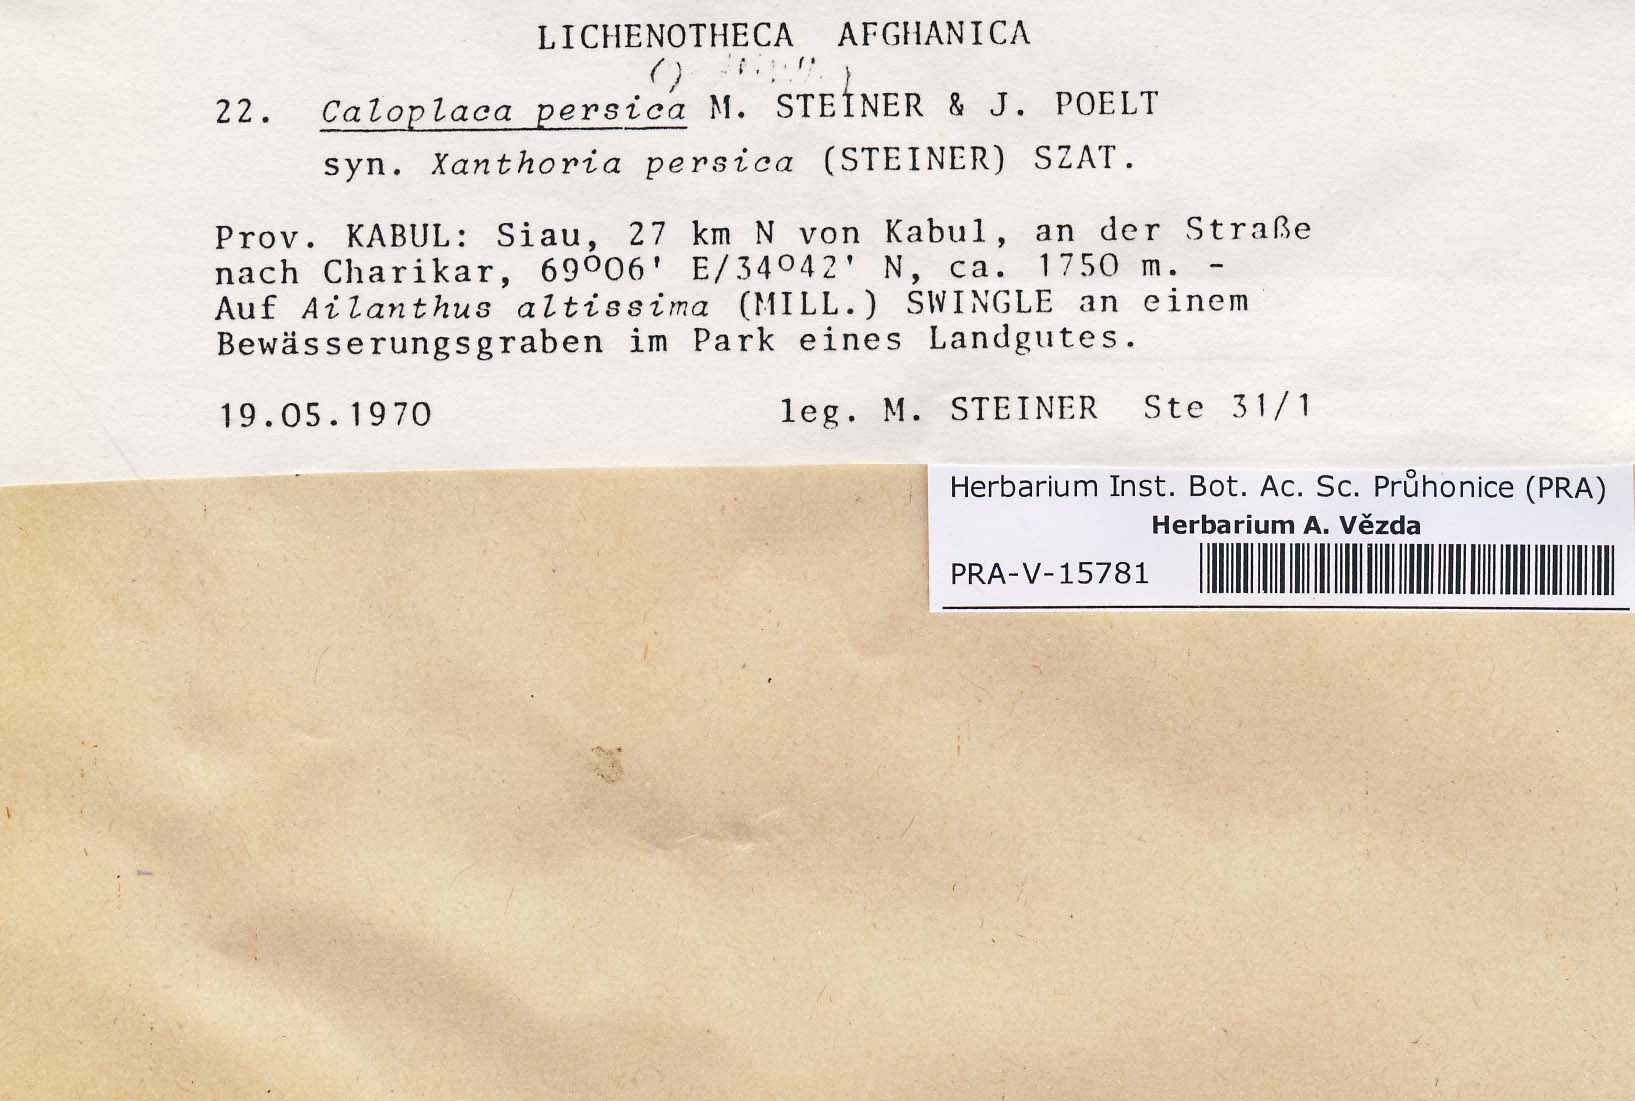 LICHENOTHECA AFGHANICA
22. Caloplaca persica M. STEINER & J. POELT
syn. Xanthoria persica (STEINER) SZAT.
Prov. KABUL: Siau, 27 km N von Kabul, an der Straße
nach Charikar, 69°06' E/34°42' N, ca. 1750 m. -
Auf Ailanthus altissima (MILL.) SWINGLE an einem
Bewässerungsgraben im Park eines Landgutes.
19.05.1970 leg. M. STEINER Ste 31/1
Herbarium Inst. Bot. Ac. Sc. Průhonice (PRA)
Herbarium A. Vězda
PRA-V-15781